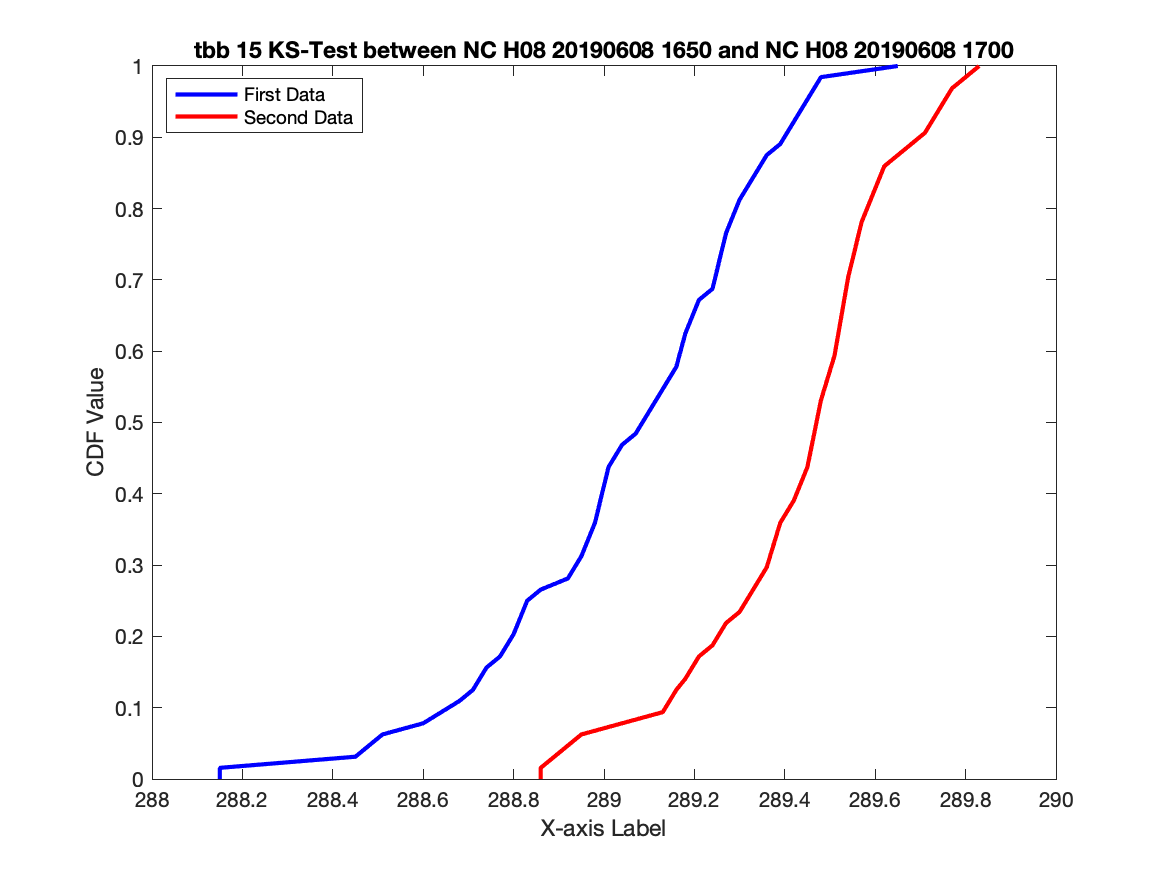 tbb 15 KS-Test between NC H08 20190608 1650 and NC H08 20190608 1700
First Data
Second Data
CDF Value
1
0.9
0.8
0.7
0.6
0.5
0.4
0.3
0.2
0.1
0
288 288.2 288.4 288.6 288.8 289 289.2 289.4 289.6 289.8 290
X-axis Label